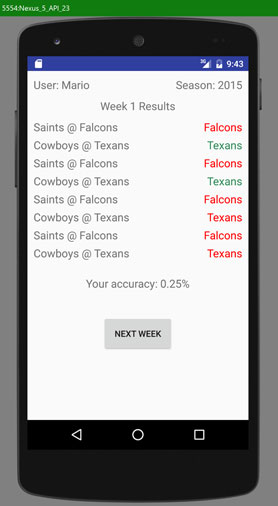 5554:Nexus_5_API_23
3G 9:43
User: Mario Season: 2015
Week 1 Results
Saints @ Falcons Falcons
Cowboys @ Texans Texans
Saints @ Falcons Falcons
Cowboys @ Texans Texans
Saints @ Falcons Falcons
Cowboys @ Texans Texans
Saints @ Falcons Falcons
Cowboys @ Texans Texans
Your accuracy: 0.25%
NEXT WEEK